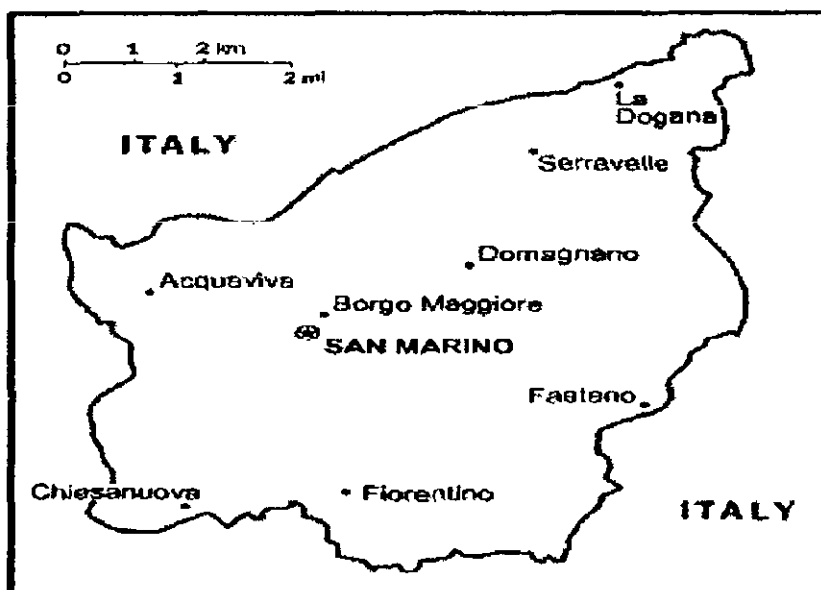 0 1 2 km
0 1 2 mi
ITALY
La
Dogana
Serravalle
Domagnano
Acquaviva
Borgo Maggiore
SAN MARINO
Faetano
Chiesanuova
Fiorentino
ITALY